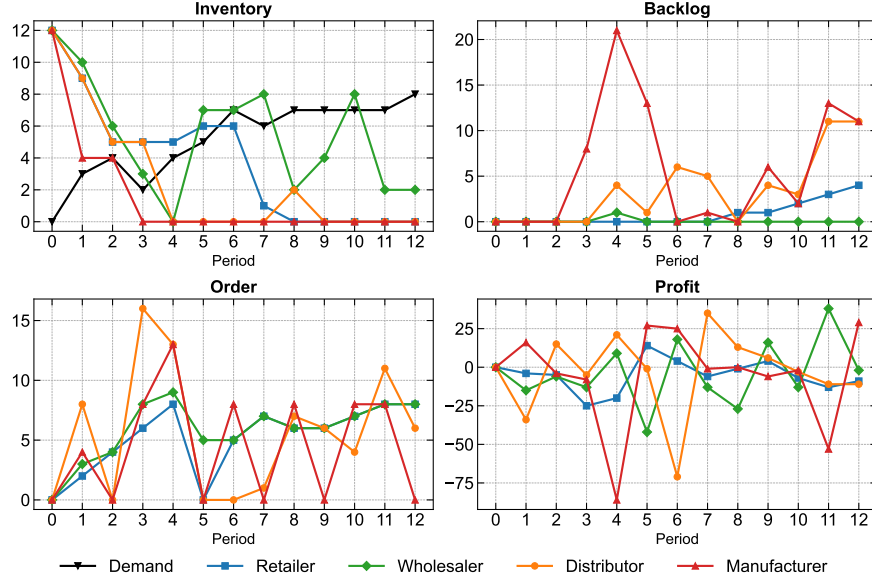 Inventory
12
10
8
6
4
2
0
0 1 2 3 4 5 6 7 8 9 10 11 12
Period
Backlog
20
15
10
5
0
0 1 2 3 4 5 6 7 8 9 10 11 12
Period
Order
15
10
5
0
0 1 2 3 4 5 6 7 8 9 10 11 12
Period
Profit
25
0
−25
−50
−75
0 1 2 3 4 5 6 7 8 9 10 11 12
Period
Demand Retailer Wholesaler Distributor Manufacturer